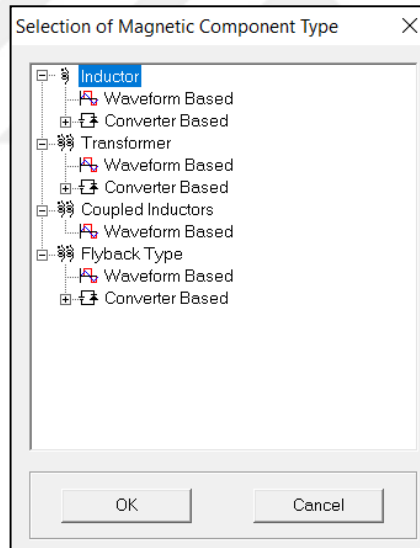 Selection of Magnetic Component Type
Inductor
Waveform Based
Converter Based
Transformer
Waveform Based
Converter Based
Coupled Inductors
Waveform Based
Flyback Type
Waveform Based
Converter Based
OK
Cancel